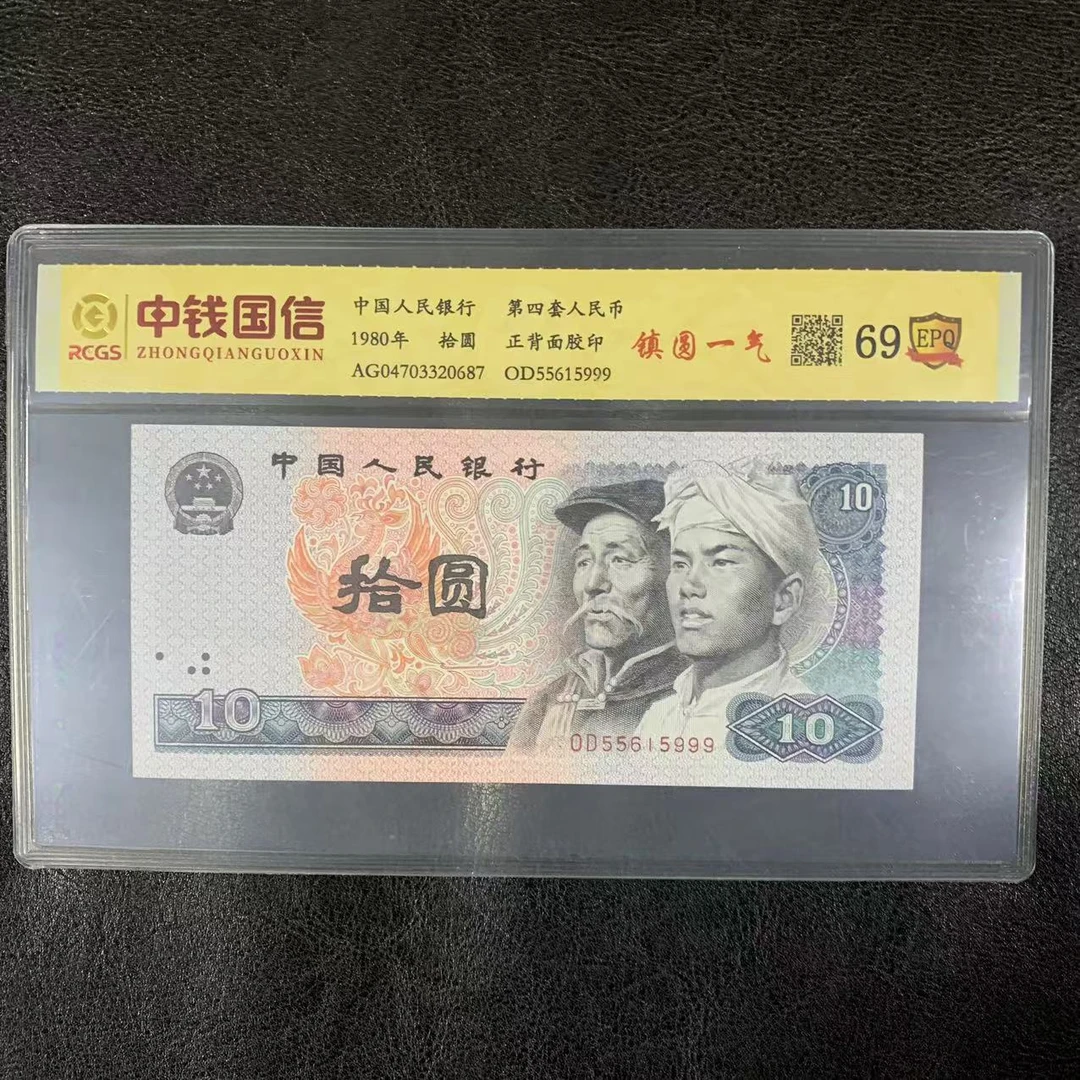 RCGS
中钱国信
ZHONGQIANGUOXIN
中国人民银行 第四套人民币
1980年 拾圆 正背面胶印
AG04703320687 OD55615999
镇圆一气
69 EPQ
中国人民银行
10
拾圆
10
OD55615999
10